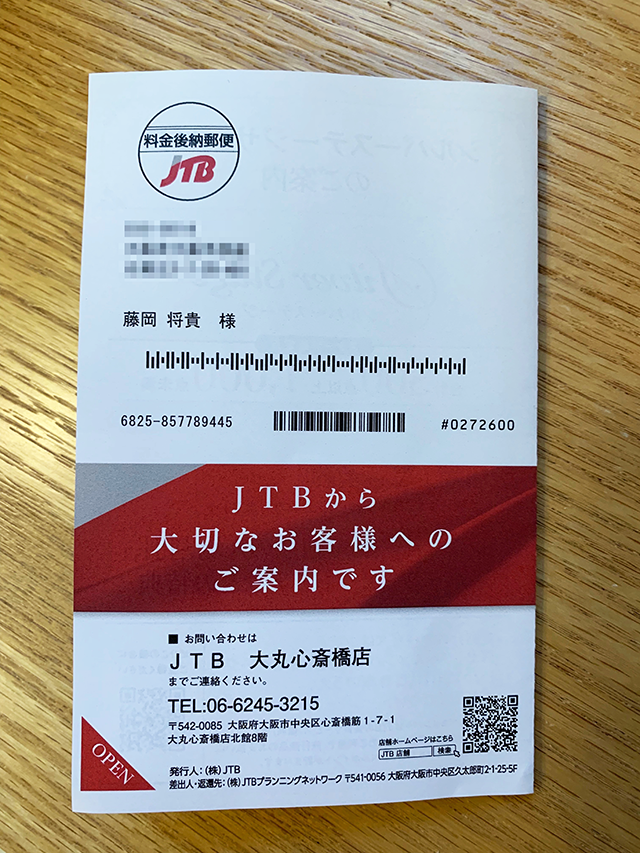 料金後納郵便
JTB
藤岡 将貴 様
6825-857789445
#0272600
JTBから
大切なお客様への
ご案内です
■ お問い合わせは
JTB 大丸心斎橋店
までご連絡ください。
TEL:06-6245-3215
〒542-0085 大阪府大阪市中央区心斎橋筋1-7-1
大丸心斎橋店北館8階
店舗ホームページはこちら
JTB 店舗 検索
OPEN
発行人:(株)JTB
差出人・返還先:(株)JTBプランニングネットワーク 〒541-0056 大阪府大阪市中央区久太郎町2-1-25-5F